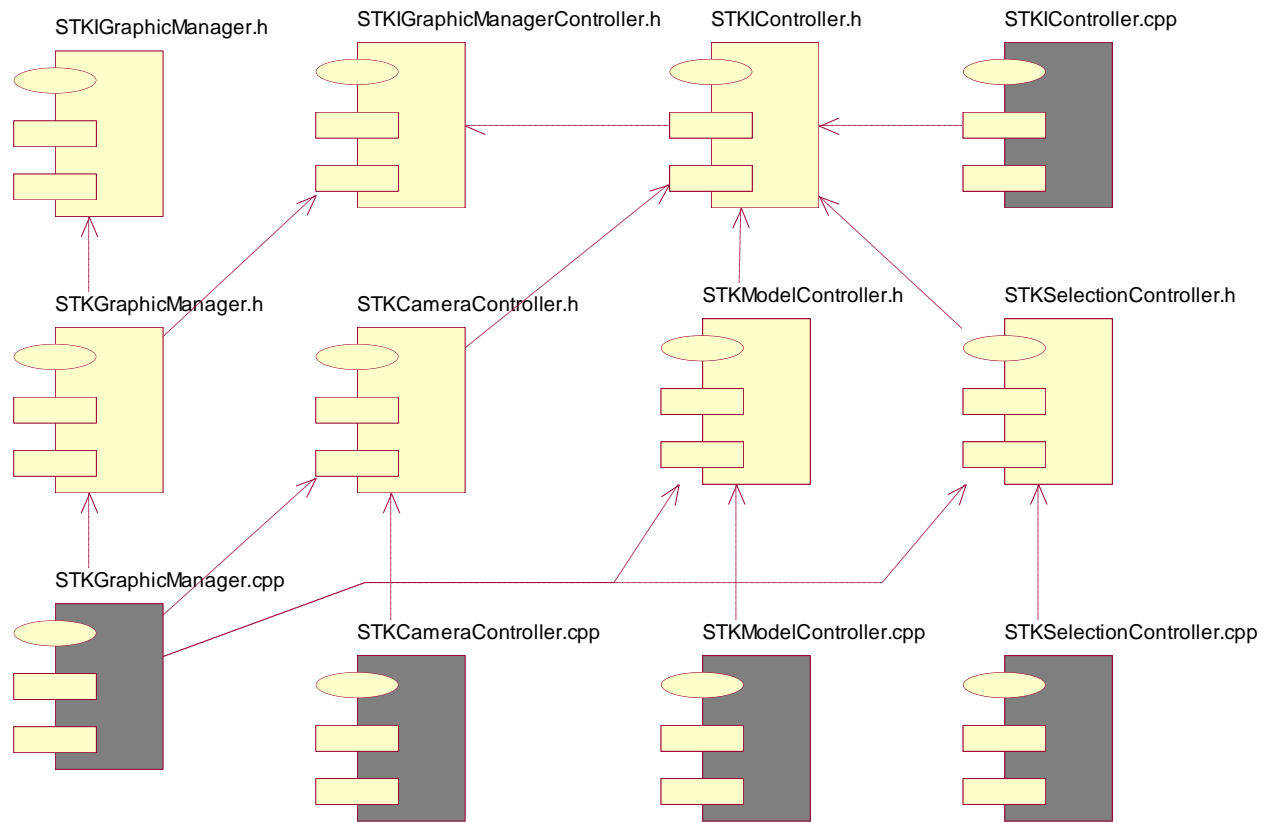 STKIGraphicManager.h
STKIGraphicManagerController.h
STKIController.h
STKIController.cpp
STKGraphicManager.h
STKCameraController.h
STKModelController.h
STKSelectionController.h
STKGraphicManager.cpp
STKCameraController.cpp
STKModelController.cpp
STKSelectionController.cpp